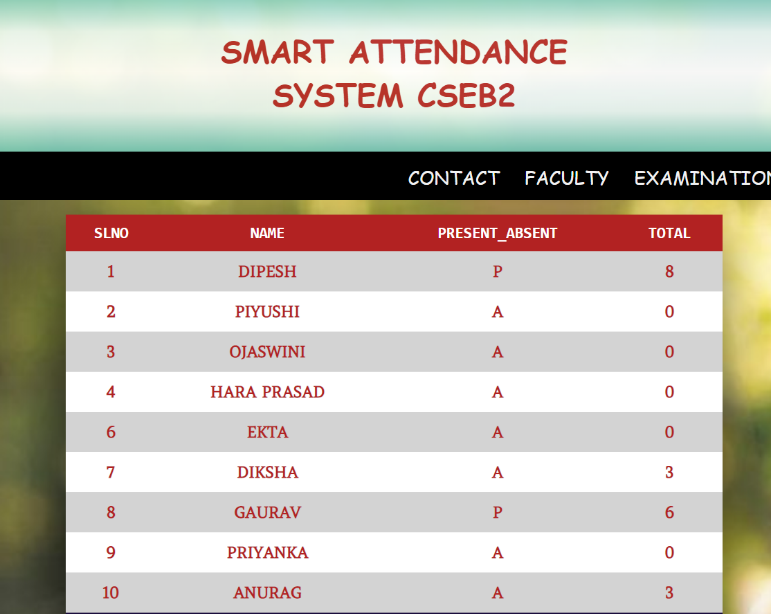 SMART ATTENDANCE
SYSTEM CSEB2
CONTACT FACULTY EXAMINATION
SLNO NAME PRESENT_ABSENT TOTAL
1 DIPESH P 8
2 PIYUSHI A 0
3 OJASWINI A 0
4 HARA PRASAD A 0
6 EKTA A 0
7 DIKSHA A 3
8 GAURAV P 6
9 PRIYANKA A 0
10 ANURAG A 3